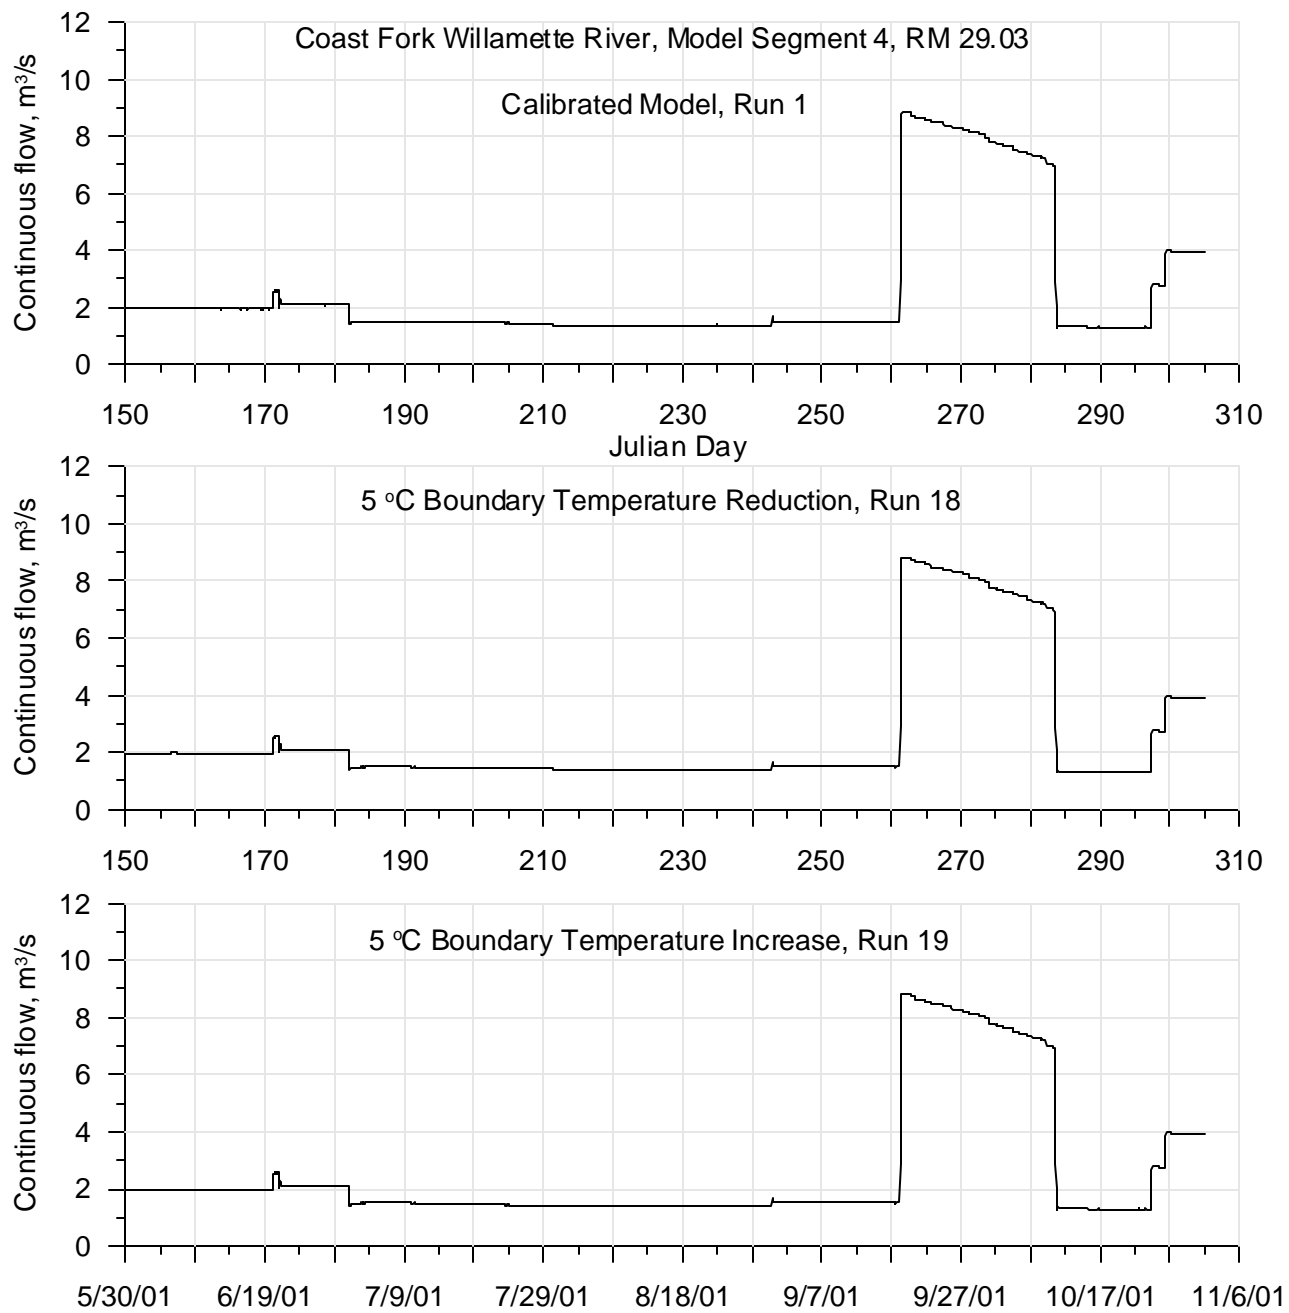 Coast Fork Willamette River, Model Segment 4, RM 29.03
Calibrated Model, Run 1
Continuous flow, m³/s
12
10
8
6
4
2
0
150 170 190 210 230 250 270 290 310
Julian Day
5 °C Boundary Temperature Reduction, Run 18
Continuous flow, m³/s
12
10
8
6
4
2
0
150 170 190 210 230 250 270 290 310
5 °C Boundary Temperature Increase, Run 19
Continuous flow, m³/s
12
10
8
6
4
2
0
5/30/01 6/19/01 7/9/01 7/29/01 8/18/01 9/7/01 9/27/01 10/17/01 11/6/01